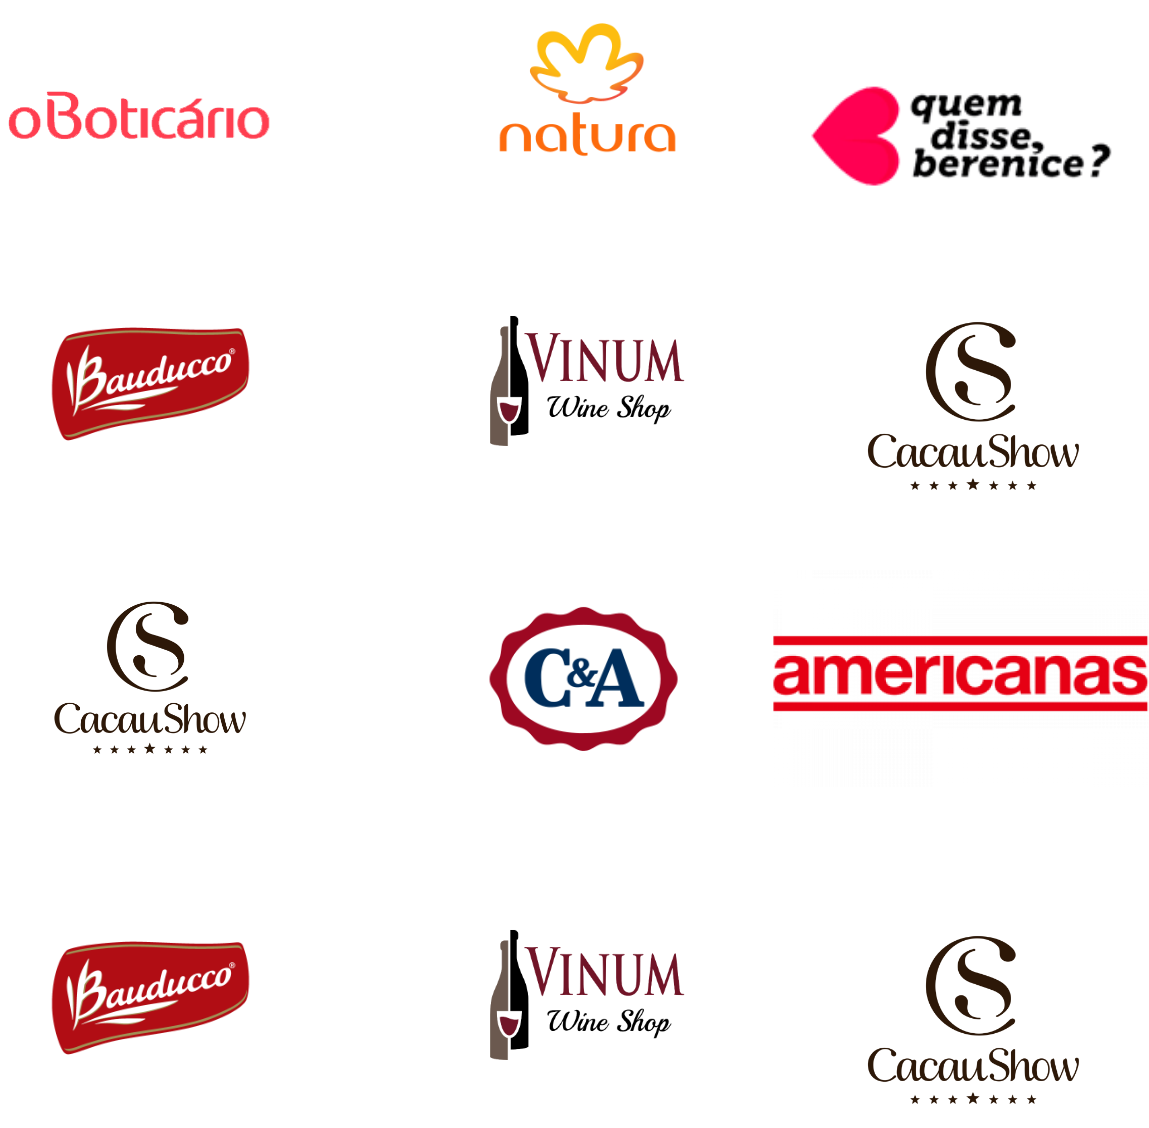 oBoticário
natura
quem
disse,
berenice?
Bauducco®
VINUM
Wine Shop
CS
CacauShow
CS
CacauShow
C&A
americanas
Bauducco®
VINUM
Wine Shop
CS
CacauShow